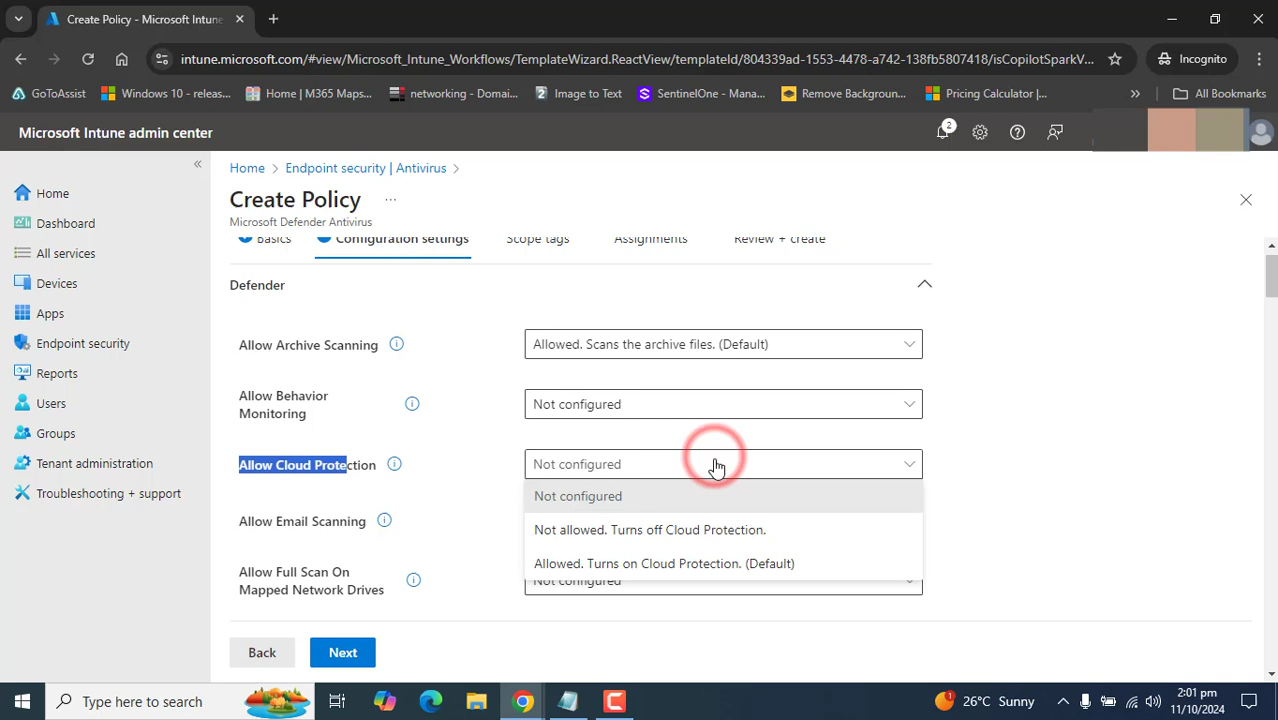 Create Policy - Microsoft Intune
intune.microsoft.com/#view/Microsoft_Intune_Workflows/TemplateWizard.ReactView/templateId/804339ad-1553-4478-a742-138fb5807418/isCopilotSparkV...
Incognito
GoToAssist
Windows 10 - releas...
Home | M365 Maps...
networking - Domai...
Image to Text
SentinelOne - Mana...
Remove Backgroun...
Pricing Calculator |...
»
All Bookmarks
Microsoft Intune admin center
2
«
Home
Dashboard
All services
Devices
Apps
Endpoint security
Reports
Users
Groups
Tenant administration
Troubleshooting + support
Home > Endpoint security | Antivirus >
Create Policy ...
Microsoft Defender Antivirus
Basics
Configuration settings
Scope tags
Assignments
Review + create
Defender
Allow Archive Scanning
Allowed. Scans the archive files. (Default)
Allow Behavior
Monitoring
Not configured
Allow Cloud Protection
Not configured
Not configured
Not allowed. Turns off Cloud Protection.
Allowed. Turns on Cloud Protection. (Default)
Allow Email Scanning
Allow Full Scan On
Mapped Network Drives
Not configured
Back
Next
Type here to search
1
26°C Sunny
2:01 pm
11/10/2024